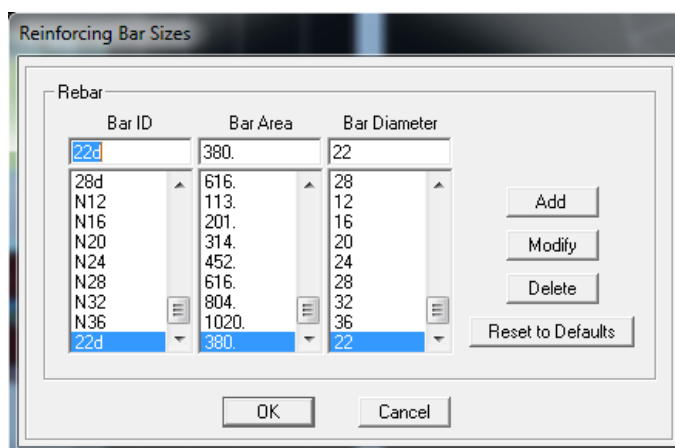 Reinforcing Bar Sizes
Rebar
Bar ID Bar Area Bar Diameter
22d 380. 22
28d 616. 28
N12 113. 12
N16 201. 16
N20 314. 20
N24 452. 24
N28 616. 28
N32 804. 32
N36 1020. 36
22d 380. 22
Add
Modify
Delete
Reset to Defaults
OK Cancel